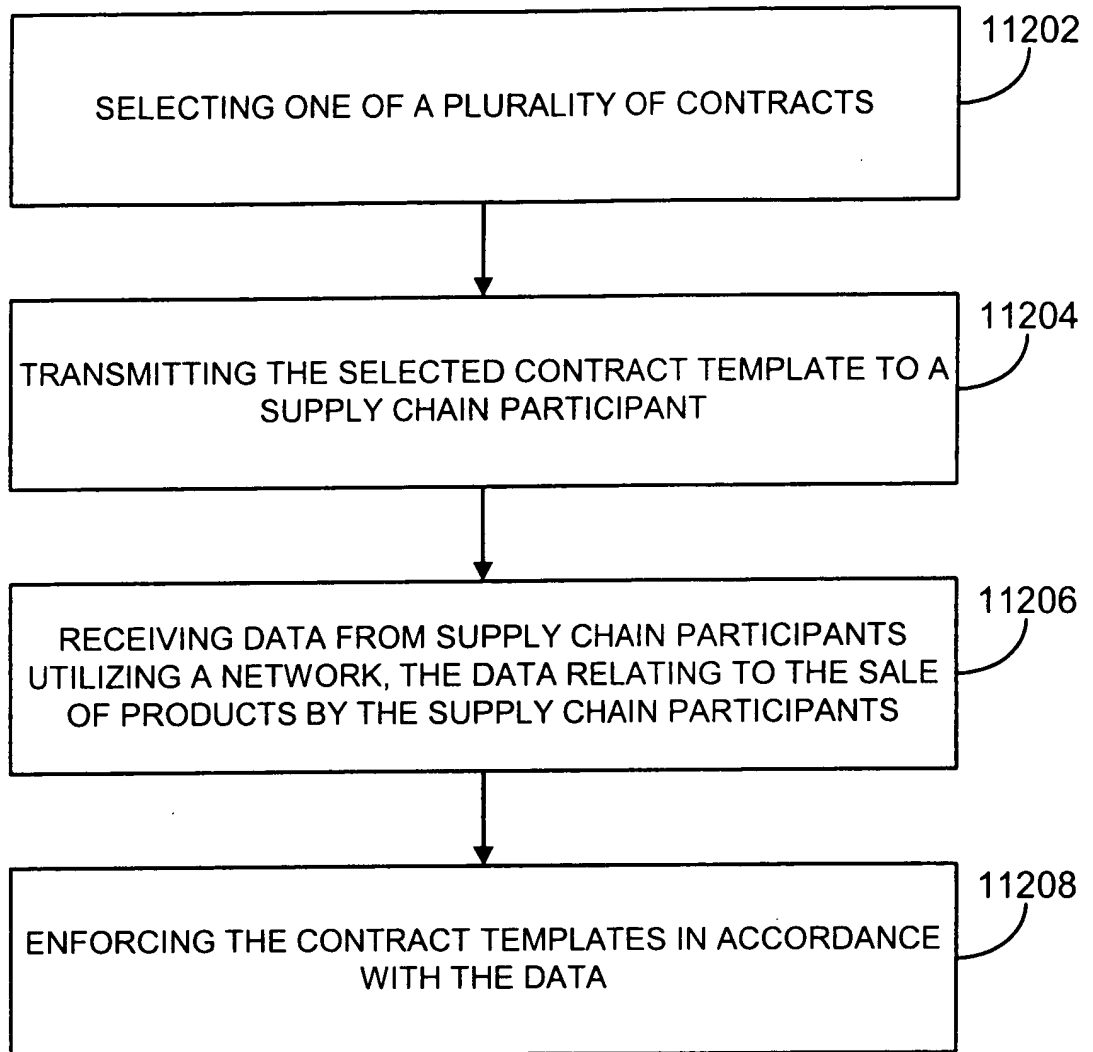 11202
SELECTING ONE OF A PLURALITY OF CONTRACTS
11204
TRANSMITTING THE SELECTED CONTRACT TEMPLATE TO A
SUPPLY CHAIN PARTICIPANT
11206
RECEIVING DATA FROM SUPPLY CHAIN PARTICIPANTS
UTILIZING A NETWORK, THE DATA RELATING TO THE SALE
OF PRODUCTS BY THE SUPPLY CHAIN PARTICIPANTS
11208
ENFORCING THE CONTRACT TEMPLATES IN ACCORDANCE
WITH THE DATA